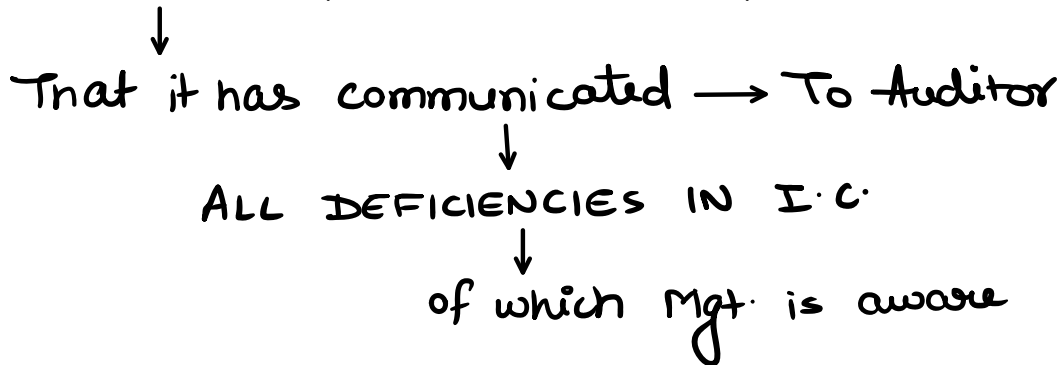 ↓
That it has communicated → To Auditor
↓
ALL DEFICIENCIES IN I.C.
↓
of which Mgt. is aware